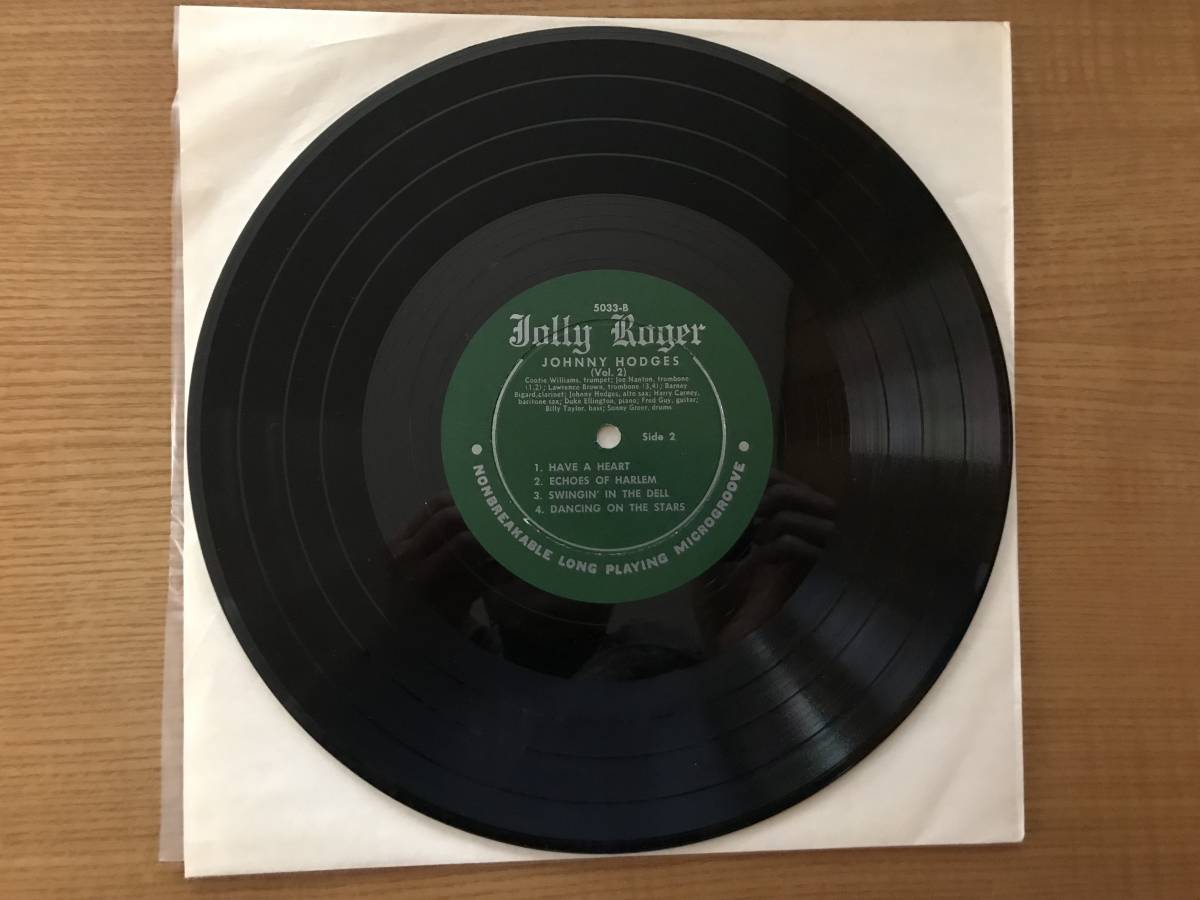 5033-B
Jolly Roger
JOHNNY HODGES
(Vol. 2)
Cootie Williams, trumpet; Joe Nanton, trombone
(1,2); Lawrence Brown, trombone (3,4); Barney
Bigard, clarinet; Johnny Hodges, alto sax; Harry Carney,
baritone sax; Duke Ellington, piano; Fred Guy, guitar;
Billy Taylor, bass; Sonny Greer, drums
Side 2
1. HAVE A HEART
2. ECHOES OF HARLEM
3. SWINGIN' IN THE DELL
4. DANCING ON THE STARS
• NONBREAKABLE LONG PLAYING MICROGROOVE •